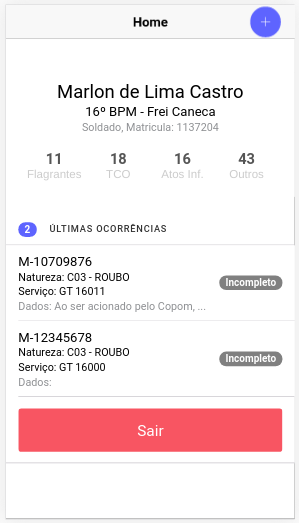 Home
+
Marlon de Lima Castro
16º BPM - Frei Caneca
Soldado, Matricula: 1137204
11 18 16 43
Flagrantes TCO Atos Inf. Outros
2 ÚLTIMAS OCORRÊNCIAS
M-10709876
Natureza: C03 - ROUBO
Incompleto
Serviço: GT 16011
Dados: Ao ser acionado pelo Copom, ...
M-12345678
Natureza: C03 - ROUBO
Incompleto
Serviço: GT 16000
Dados:
Sair